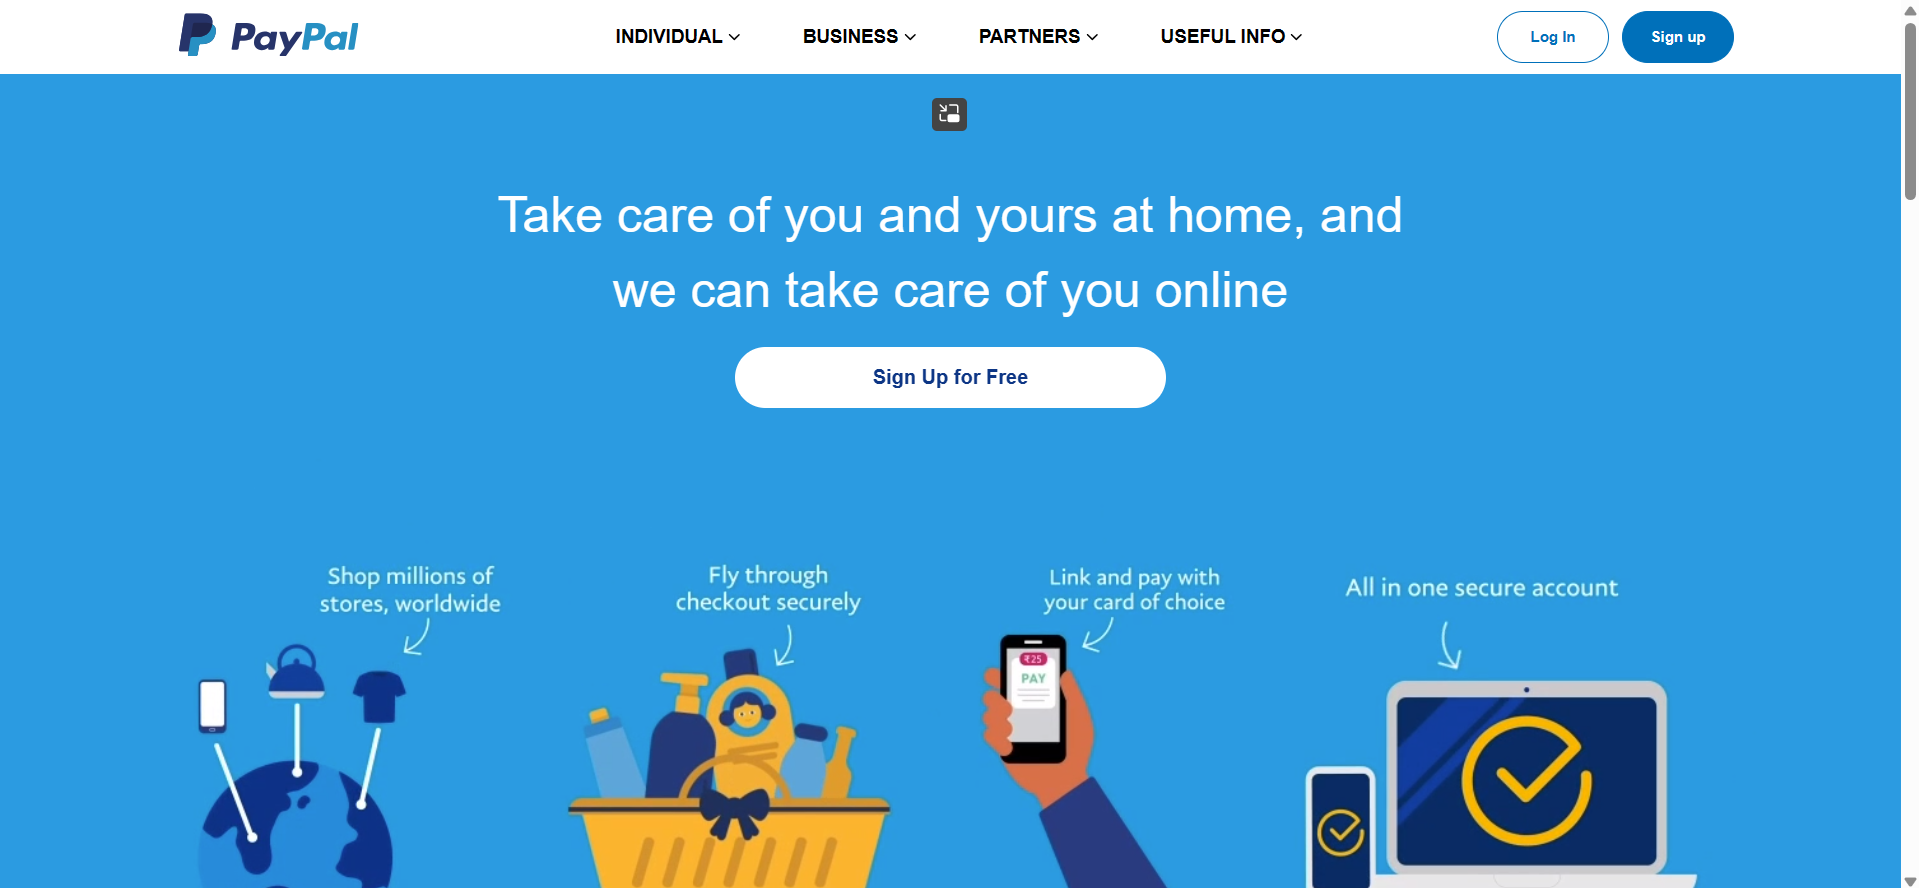 PayPal
INDIVIDUAL
BUSINESS
PARTNERS
USEFUL INFO
Log In
Sign up
Take care of you and yours at home, and
we can take care of you online
Sign Up for Free
Shop millions of
stores, worldwide
Fly through
checkout securely
Link and pay with
your card of choice
All in one secure account
₹25
PAY